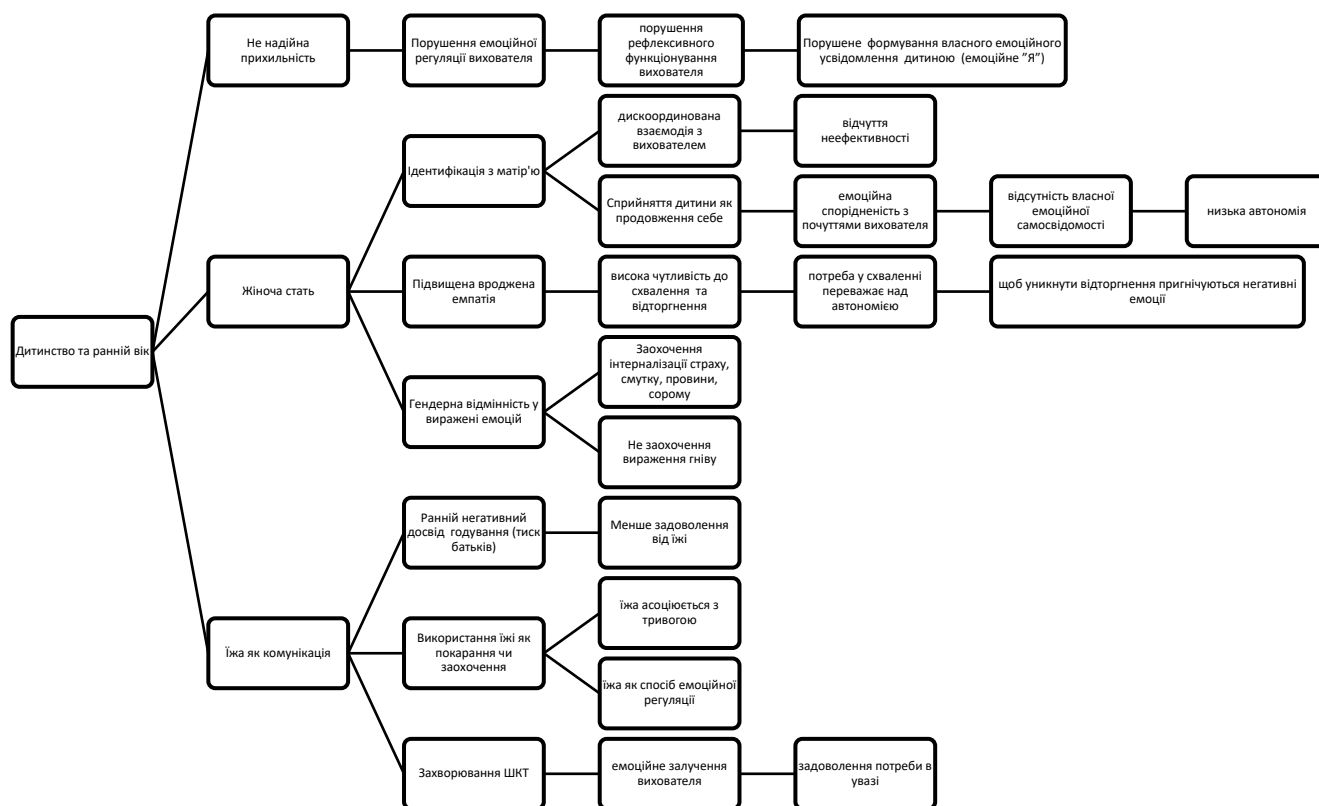 Не надійна
прихильність
Порушення емоційної
регуляції вихователя
порушення
рефлексивного
функціонування
вихователя
Порушене формування власного емоційного
усвідомлення дитиною (емоційне ”Я”)
дискоординована
взаємодія з
вихователем
відчуття
неефективності
Ідентифікація з матір'ю
Сприйняття дитини як
продовження себе
емоційна
спорідненість з
почуттями вихователя
відсутність власної
емоційної
самосвідомості
низька автономія
Жіноча стать
Підвищена вроджена
емпатія
висока чутливість до
схвалення та
відторгнення
потреба у схваленні
переважає над
автономією
щоб уникнути відторгнення пригнічуються негативні
емоції
Дитинство та ранній вік
Заохочення
інтерналізації страху,
смутку, провини,
сорому
Гендерна відмінність у
виражені емоцій
Не заохочення
вираження гніву
Ранній негативний
досвід годування (тиск
батьків)
Менше задоволення
від їжі
їжа асоціюється з
тривогою
Їжа як комунікація
Використання їжі як
покарання чи
заохочення
їжа як спосіб емоційної
регуляції
Захворювання ШКТ
емоційне залучення
вихователя
задоволення потреби в
увазі